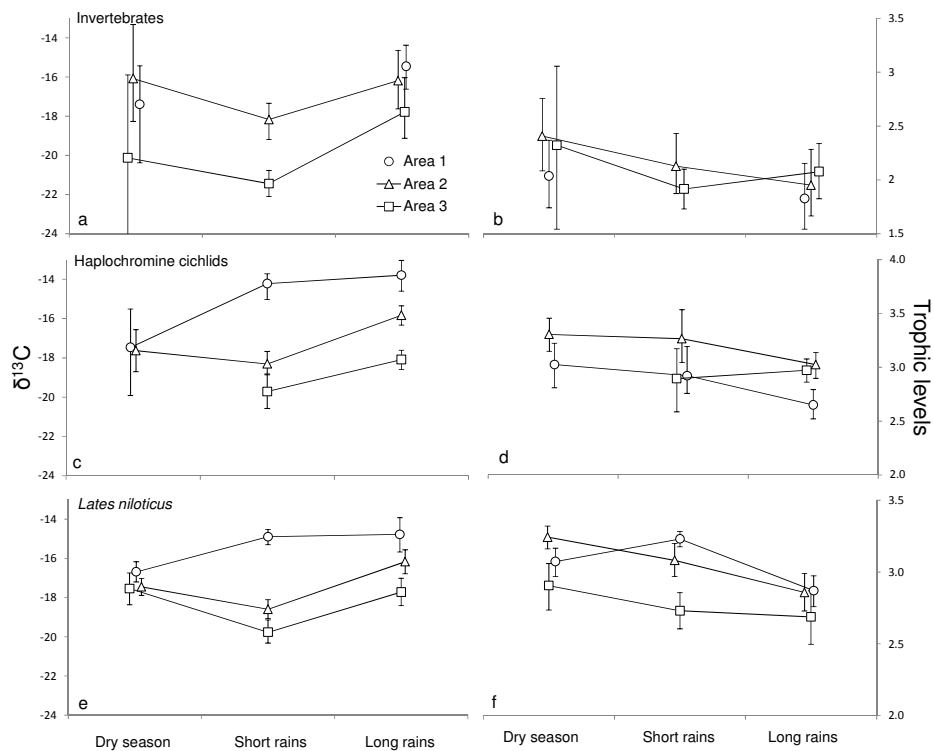 Invertebrates
-14
-16
-18
-20
-22
-24
a
Area 1
Area 2
Area 3
3.5
3
2.5
2
1.5
b
Haplochromine cichlids
-14
-16
-18
-20
-22
-24
c
δ13C
4.0
3.5
3.0
2.5
2.0
d
Trophic levels
Lates niloticus
-14
-16
-18
-20
-22
-24
e
3.5
3.0
2.5
2.0
f
Dry season Short rains Long rains
Dry season Short rains Long rains